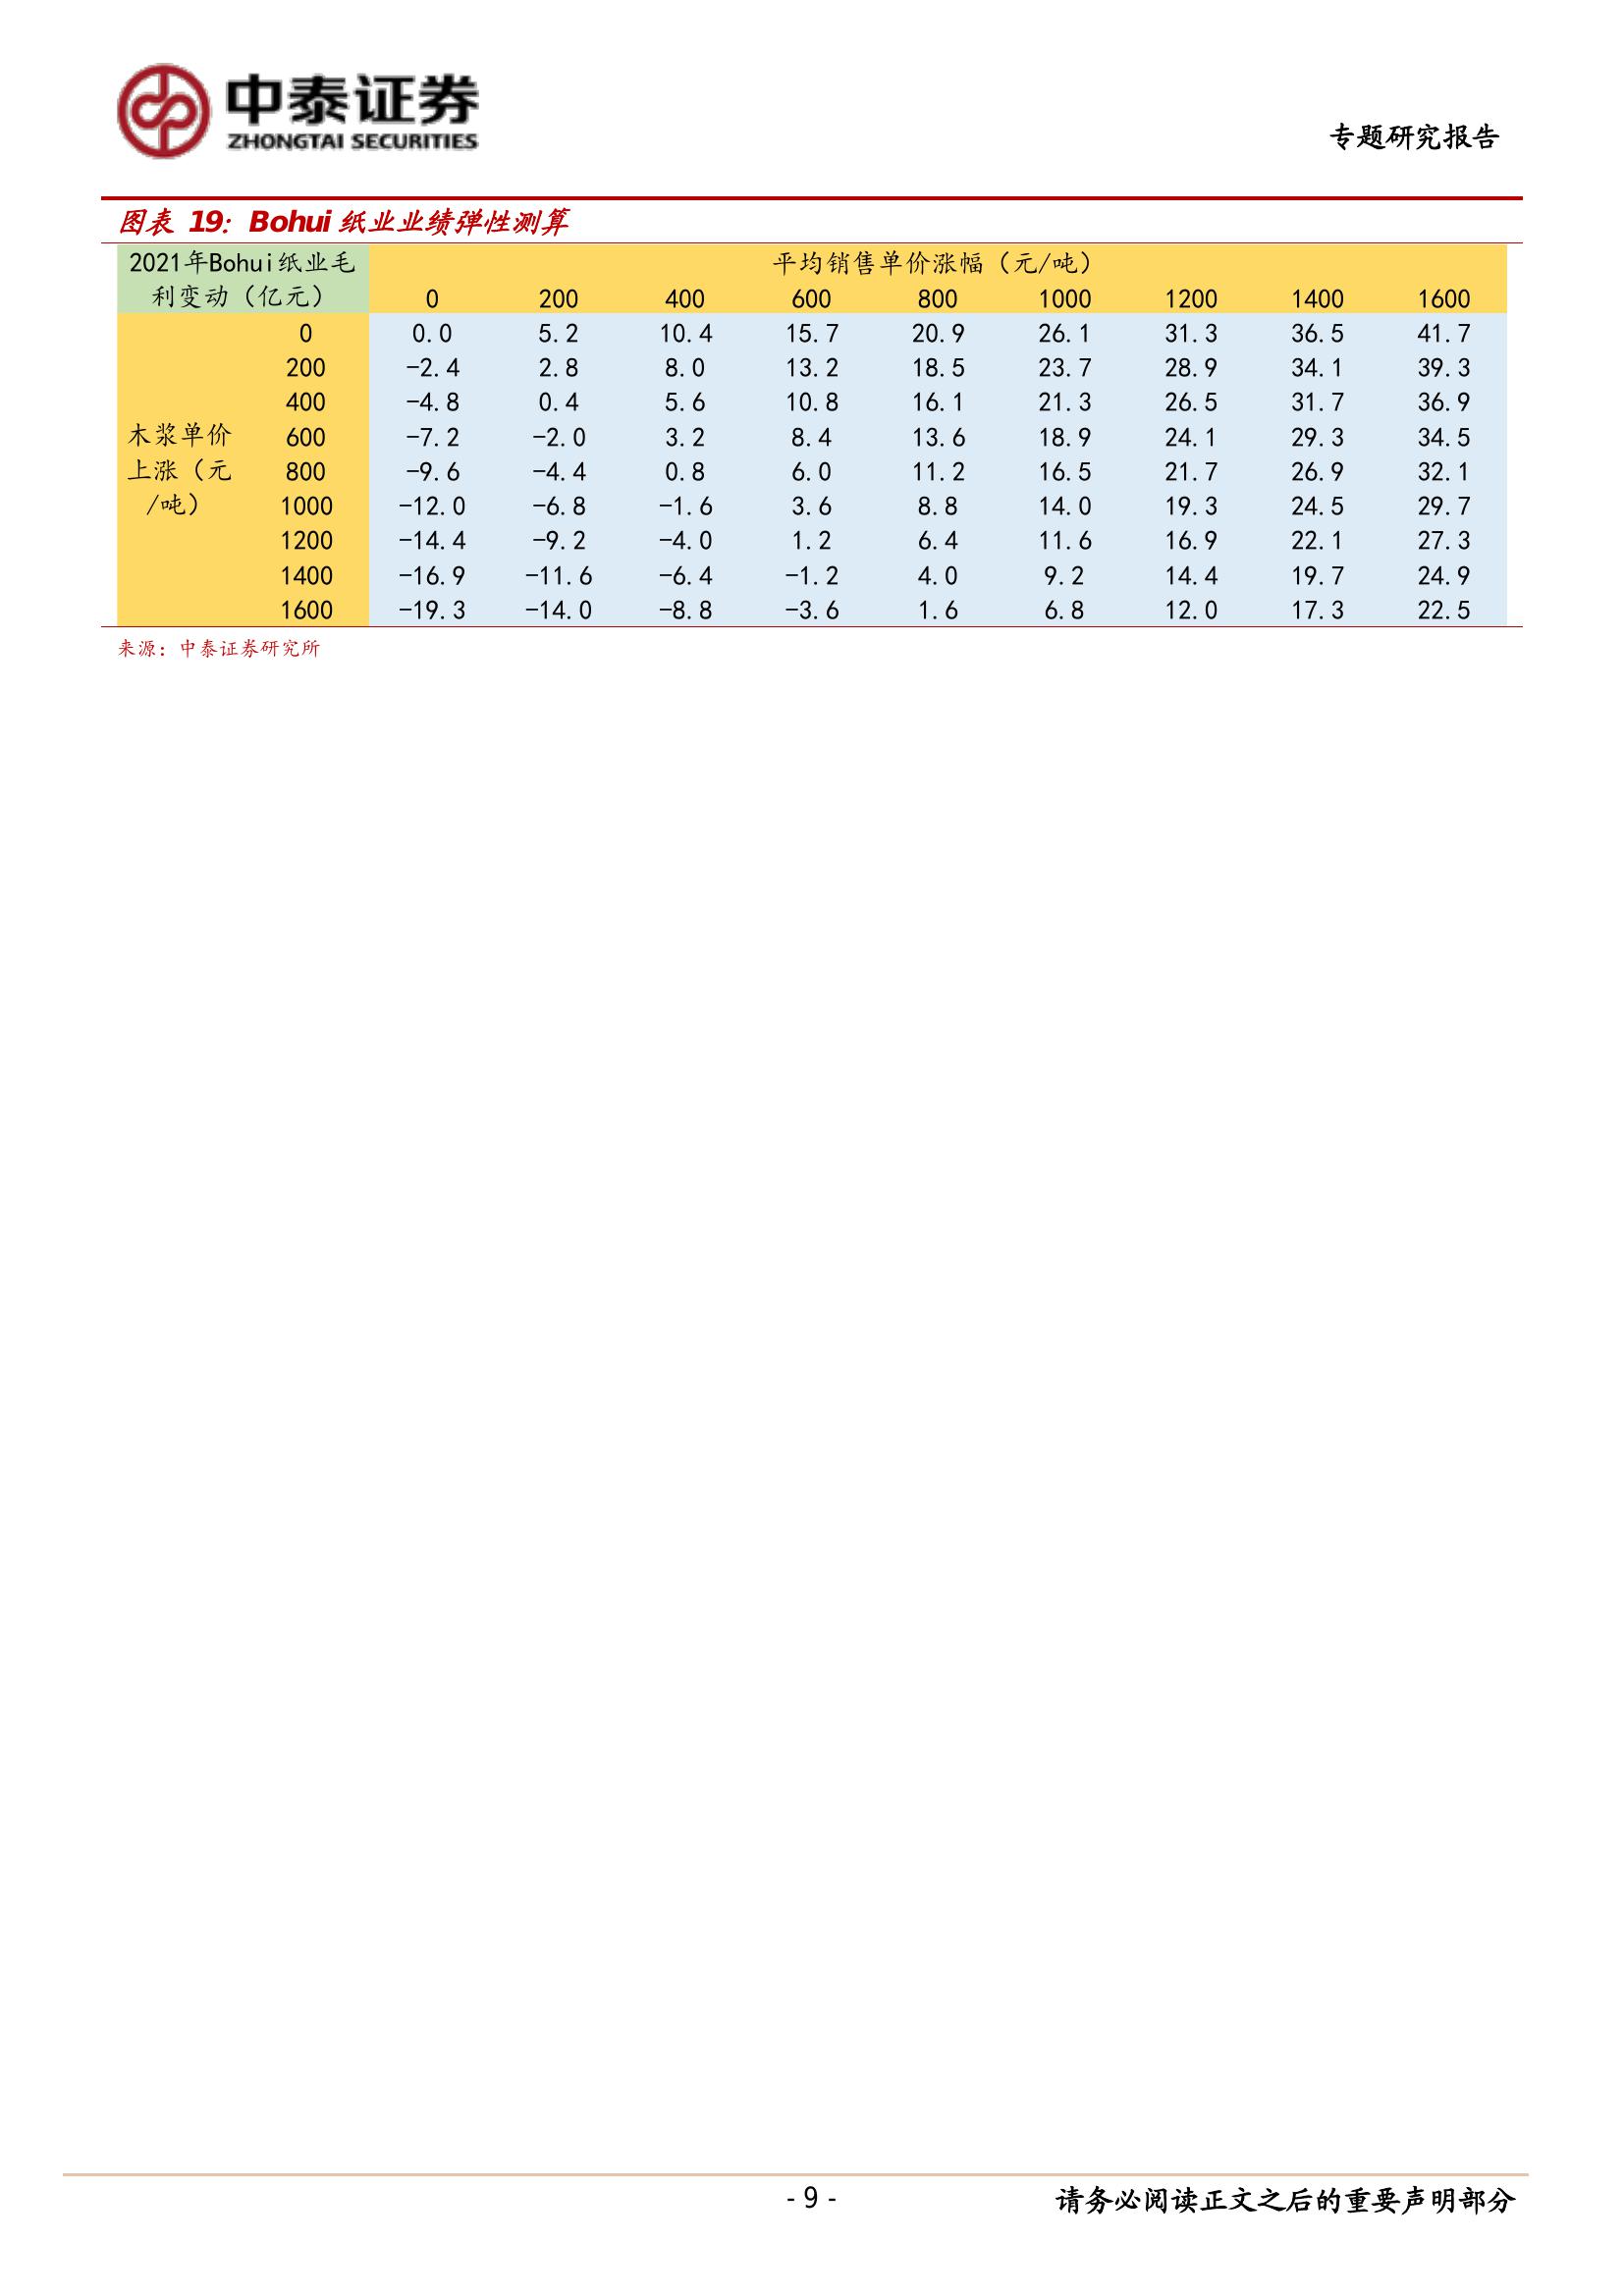 中泰证券
ZHONGTAI SECURITIES
专题研究报告
图表 19：Bohui 纸业业绩弹性测算
2021年Bohui纸业毛利变动（亿元） 平均销售单价涨幅（元/吨）
0 200 400 600 800 1000 1200 1400 1600
木浆单价上涨（元/吨）
0 0.0 5.2 10.4 15.7 20.9 26.1 31.3 36.5 41.7
200 -2.4 2.8 8.0 13.2 18.5 23.7 28.9 34.1 39.3
400 -4.8 0.4 5.6 10.8 16.1 21.3 26.5 31.7 36.9
600 -7.2 -2.0 3.2 8.4 13.6 18.9 24.1 29.3 34.5
800 -9.6 -4.4 0.8 6.0 11.2 16.5 21.7 26.9 32.1
1000 -12.0 -6.8 -1.6 3.6 8.8 14.0 19.3 24.5 29.7
1200 -14.4 -9.2 -4.0 1.2 6.4 11.6 16.9 22.1 27.3
1400 -16.9 -11.6 -6.4 -1.2 4.0 9.2 14.4 19.7 24.9
1600 -19.3 -14.0 -8.8 -3.6 1.6 6.8 12.0 17.3 22.5
来源：中泰证券研究所
- 9 -
请务必阅读正文之后的重要声明部分